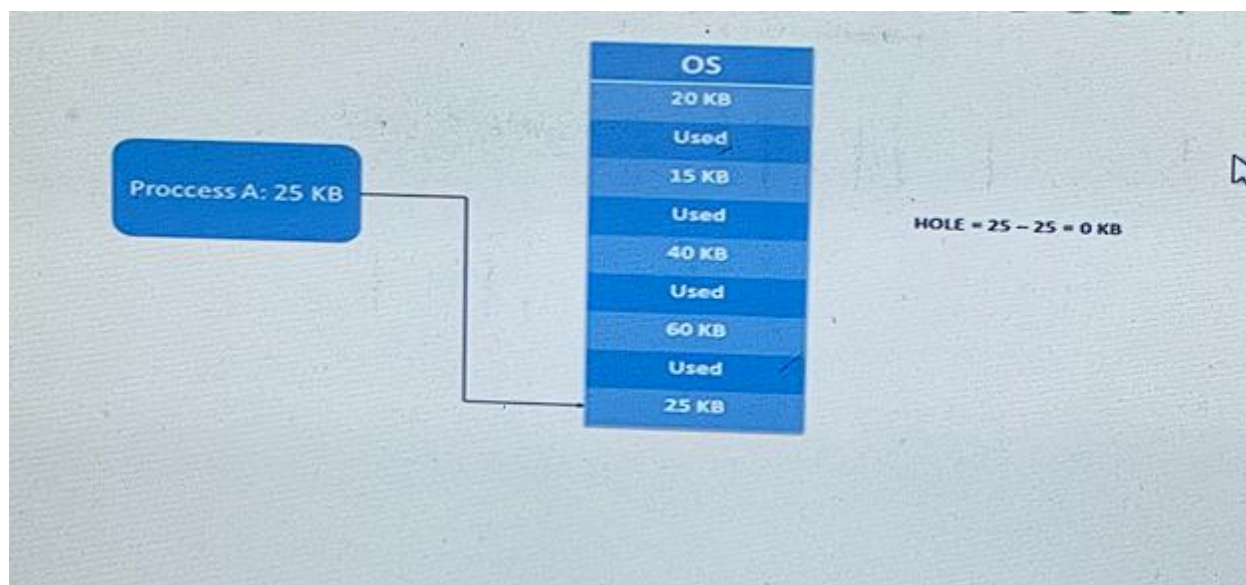 Proccess A: 25 KB
OS
20 KB
Used
15 KB
Used
40 KB
Used
60 KB
Used
25 KB
HOLE = 25 – 25 = 0 KB